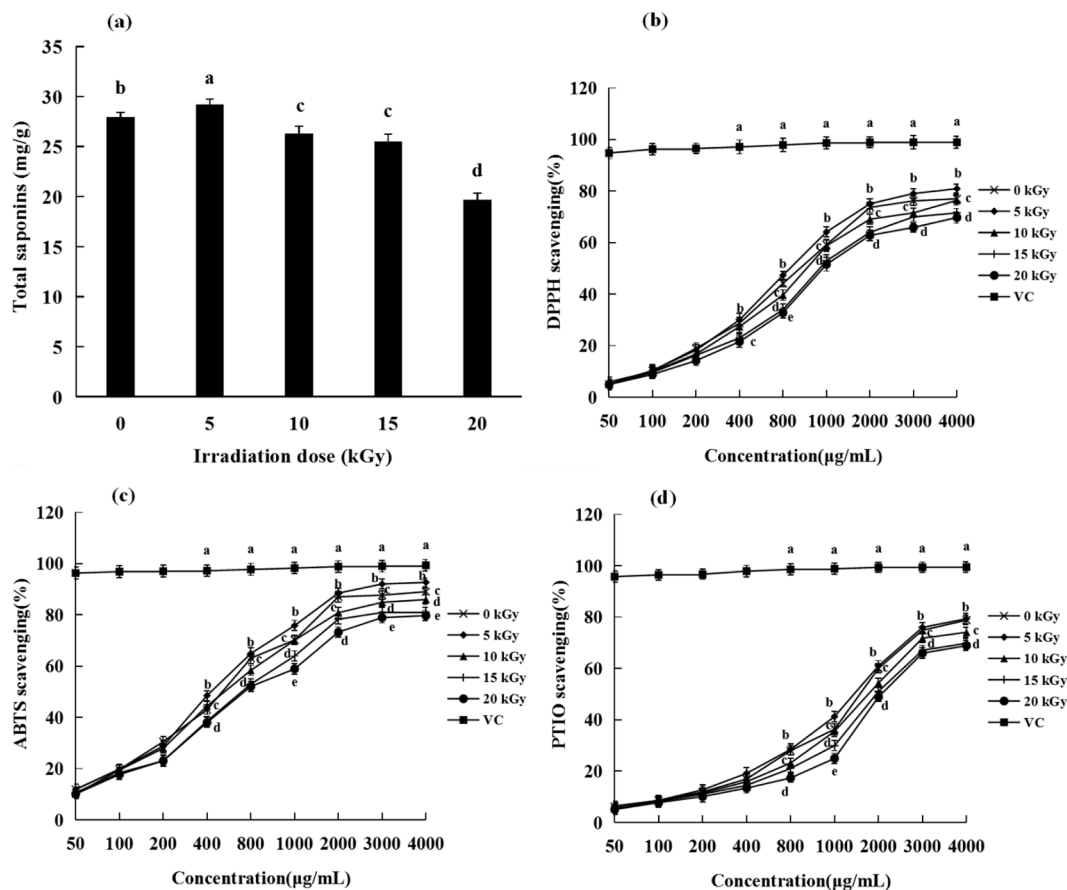 (a)
Total saponins (mg/g)
35
30
25
20
15
10
5
0
b
a
c
c
d
0 5 10 15 20
Irradiation dose (kGy)
(b)
DPPH scavenging(%)
120
100
80
60
40
20
0
a a a a a a
b b b b b b
c c c c c c
d d d d d
e
50 100 200 400 800 1000 2000 3000 4000
Concentration(μg/mL)
0 kGy
5 kGy
10 kGy
15 kGy
20 kGy
VC
(c)
ABTS scavenging(%)
120
100
80
60
40
20
0
a a a a a a
b b b b b b
c c c c c c
d d d d d d
e e e
50 100 200 400 800 1000 2000 3000 4000
Concentration(μg/mL)
0 kGy
5 kGy
10 kGy
15 kGy
20 kGy
VC
(d)
PTIO scavenging(%)
120
100
80
60
40
20
0
a a a a a
b b b b b
c c c c c
d d d d d
e
50 100 200 400 800 1000 2000 3000 4000
Concentration(μg/mL)
0 kGy
5 kGy
10 kGy
15 kGy
20 kGy
VC